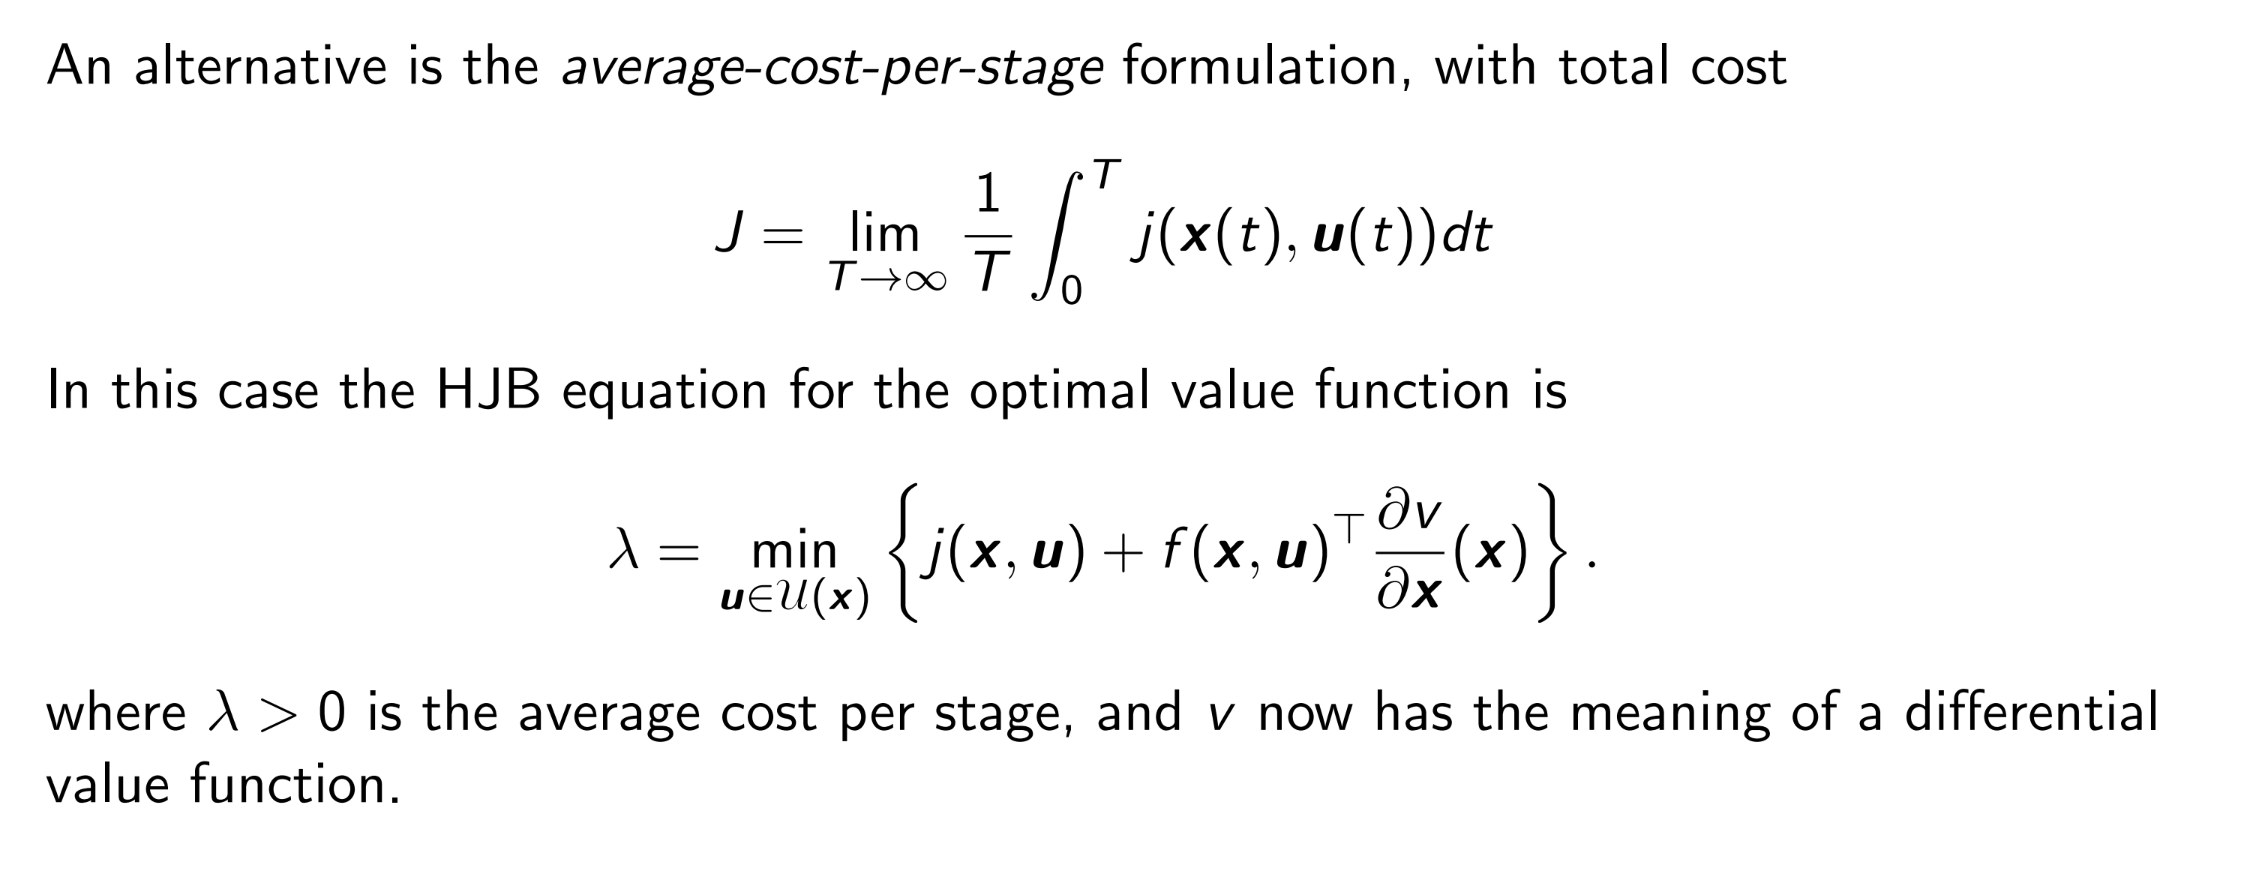 An alternative is the average-cost-per-stage formulation, with total cost
J = lim_{T→∞} \frac{1}{T} ∫_0^T j(x(t), u(t))dt
In this case the HJB equation for the optimal value function is
λ = min_{u∈𝒰(x)} { j(x, u) + f(x, u)^⊤ \frac{∂v}{∂x}(x) } .
where λ > 0 is the average cost per stage, and v now has the meaning of a differential
value function.